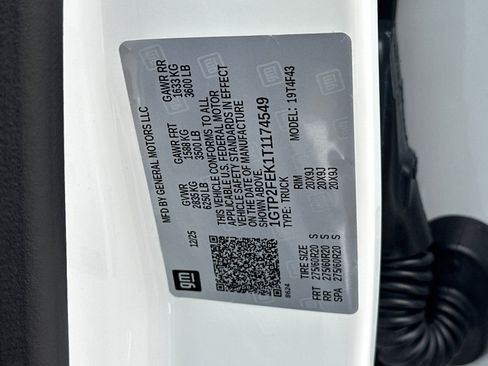 gm
MFD BY GENERAL MOTORS LLC
12/25 GVWR GAWR FRT GAWR RR
2835 KG 1588 KG 1633 KG
6250 LB 3500 LB 3600 LB
THIS VEHICLE CONFORMS TO ALL
APPLICABLE U.S. FEDERAL MOTOR
VEHICLE SAFETY STANDARDS IN EFFECT
ON THE DATE OF MANUFACTURE
SHOWN ABOVE.
1GTP2FEK1T1174549
TYPE: TRUCK MODEL: 19T4F43
TIRE SIZE RIM
FRT 275/60R20 S 20X9J
RR 275/60R20 S 20X9J
SPA 275/60R20 S 20X9J